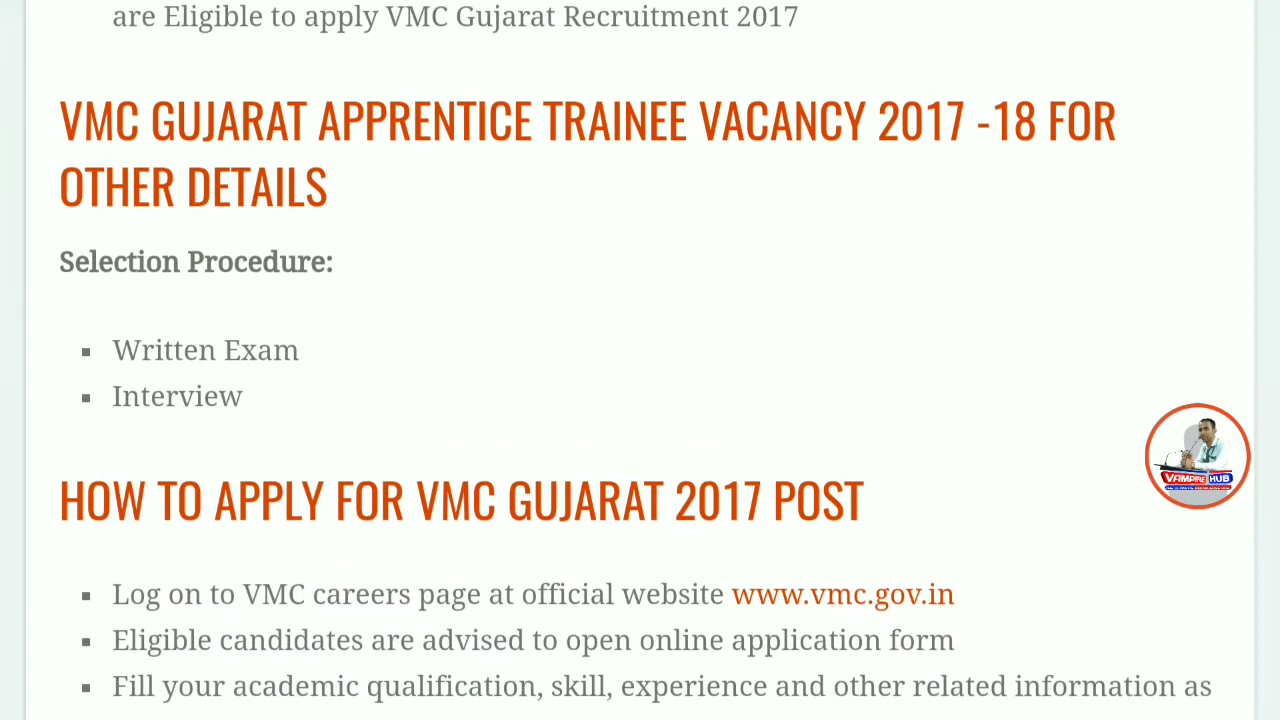 are Eligible to apply VMC Gujarat Recruitment 2017
VMC GUJARAT APPRENTICE TRAINEE VACANCY 2017 -18 FOR
OTHER DETAILS
Selection Procedure:
▪ Written Exam
▪ Interview
VAMPIRE HUB
HOW TO APPLY FOR VMC GUJARAT 2017 POST
▪ Log on to VMC careers page at official website www.vmc.gov.in
▪ Eligible candidates are advised to open online application form
▪ Fill your academic qualification, skill, experience and other related information as